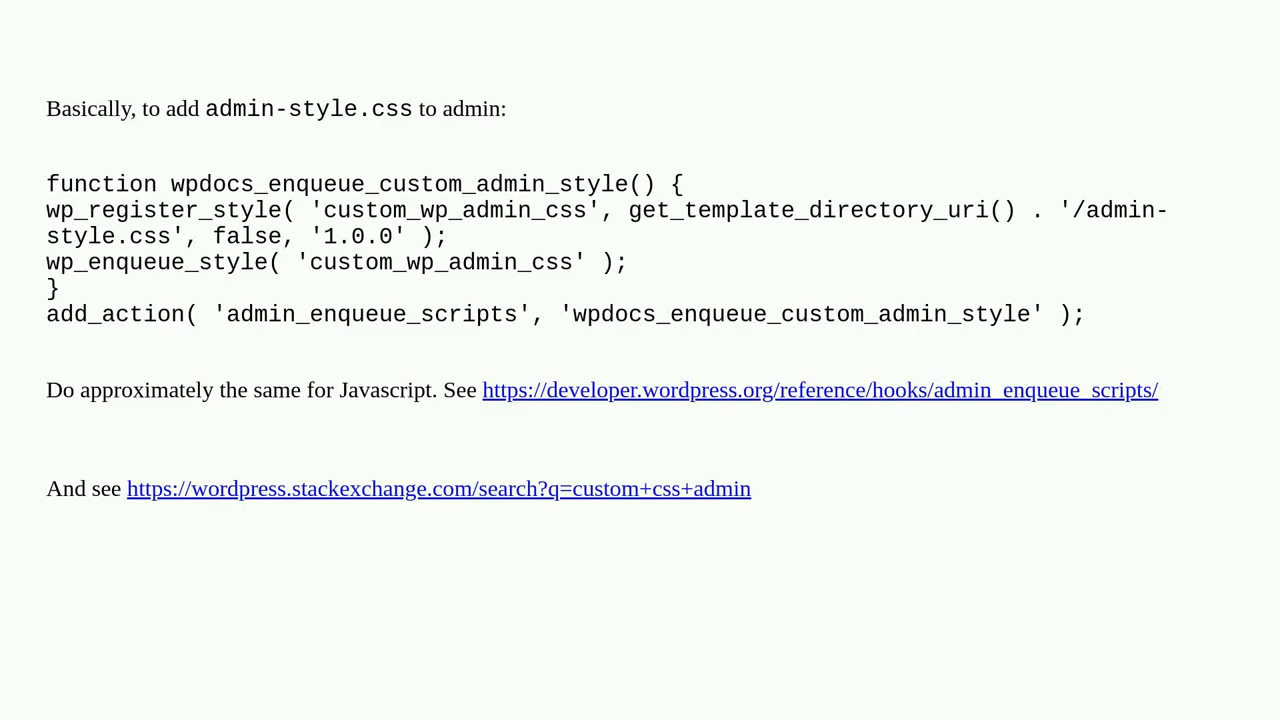 Basically, to add admin-style.css to admin:
function wpdocs_enqueue_custom_admin_style() {
wp_register_style( 'custom_wp_admin_css', get_template_directory_uri() . '/admin-
style.css', false, '1.0.0' );
wp_enqueue_style( 'custom_wp_admin_css' );
}
add_action( 'admin_enqueue_scripts', 'wpdocs_enqueue_custom_admin_style' );
Do approximately the same for Javascript. See https://developer.wordpress.org/reference/hooks/admin_enqueue_scripts/
And see https://wordpress.stackexchange.com/search?q=custom+css+admin